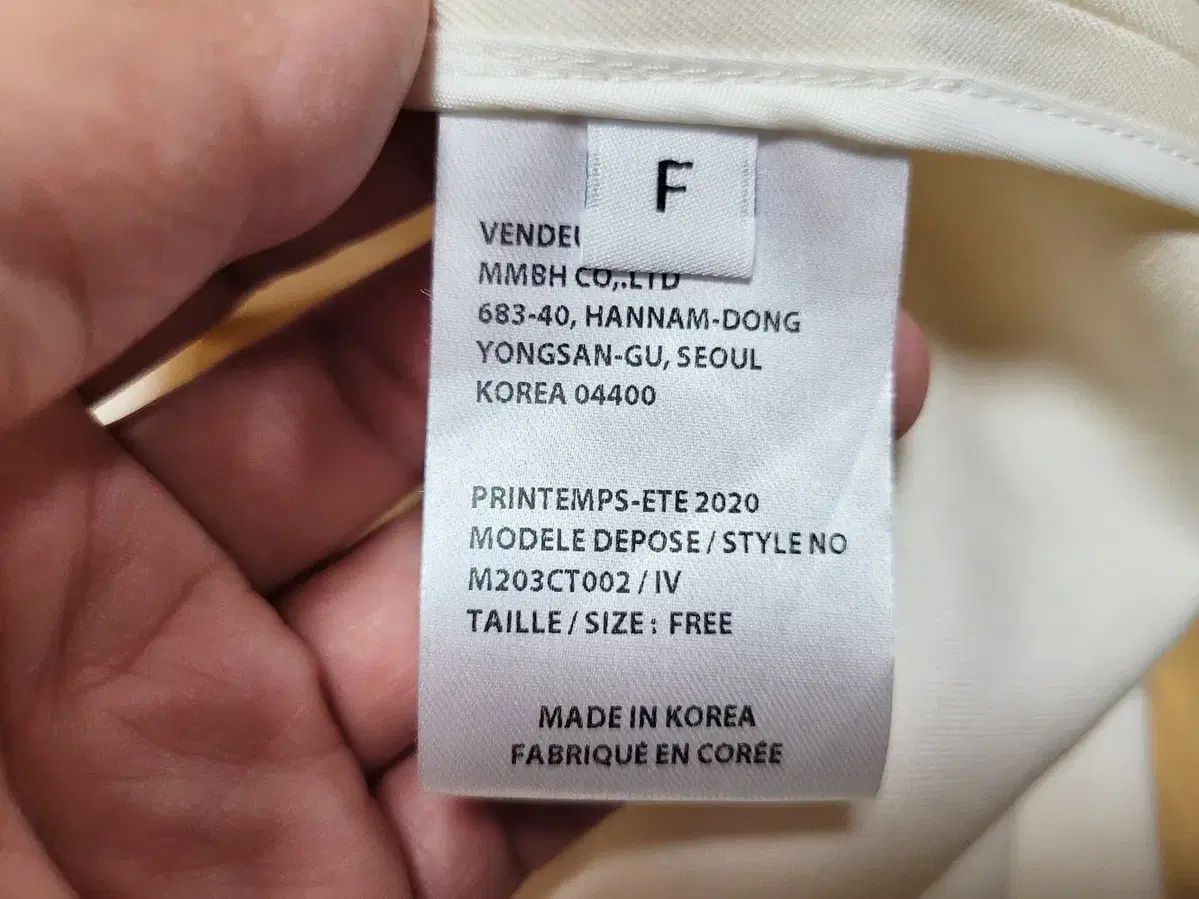 F
MMBH CO,.LTD
683-40, HANNAM-DONG
YONGSAN-GU, SEOUL
KOREA 04400
PRINTEMPS-ETE 2020
MODELE DEPOSE / STYLE NO
M203CT002 / IV
TAILLE / SIZE : FREE
MADE IN KOREA
FABRIQUÉ EN CORÉE